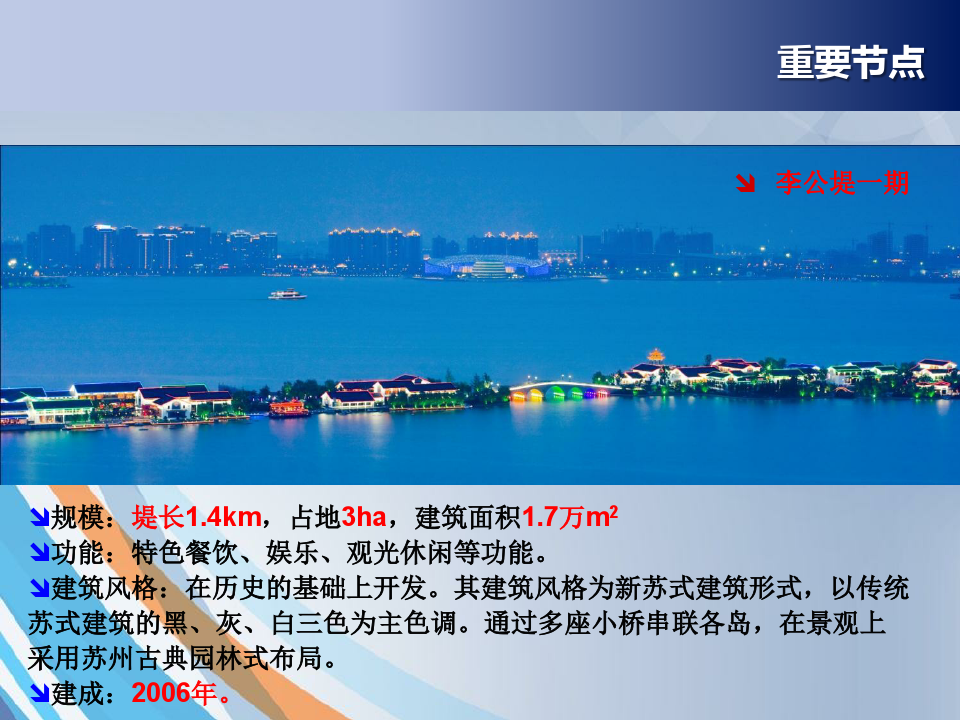 重要节点
李公堤一期
规模：堤长1.4km，占地3ha，建筑面积1.7万m²
功能：特色餐饮、娱乐、观光休闲等功能。
建筑风格：在历史的基础上开发。其建筑风格为新苏式建筑形式，以传统
苏式建筑的黑、灰、白三色为主色调。通过多座小桥串联各岛，在景观上
采用苏州古典园林式布局。
建成：2006年。